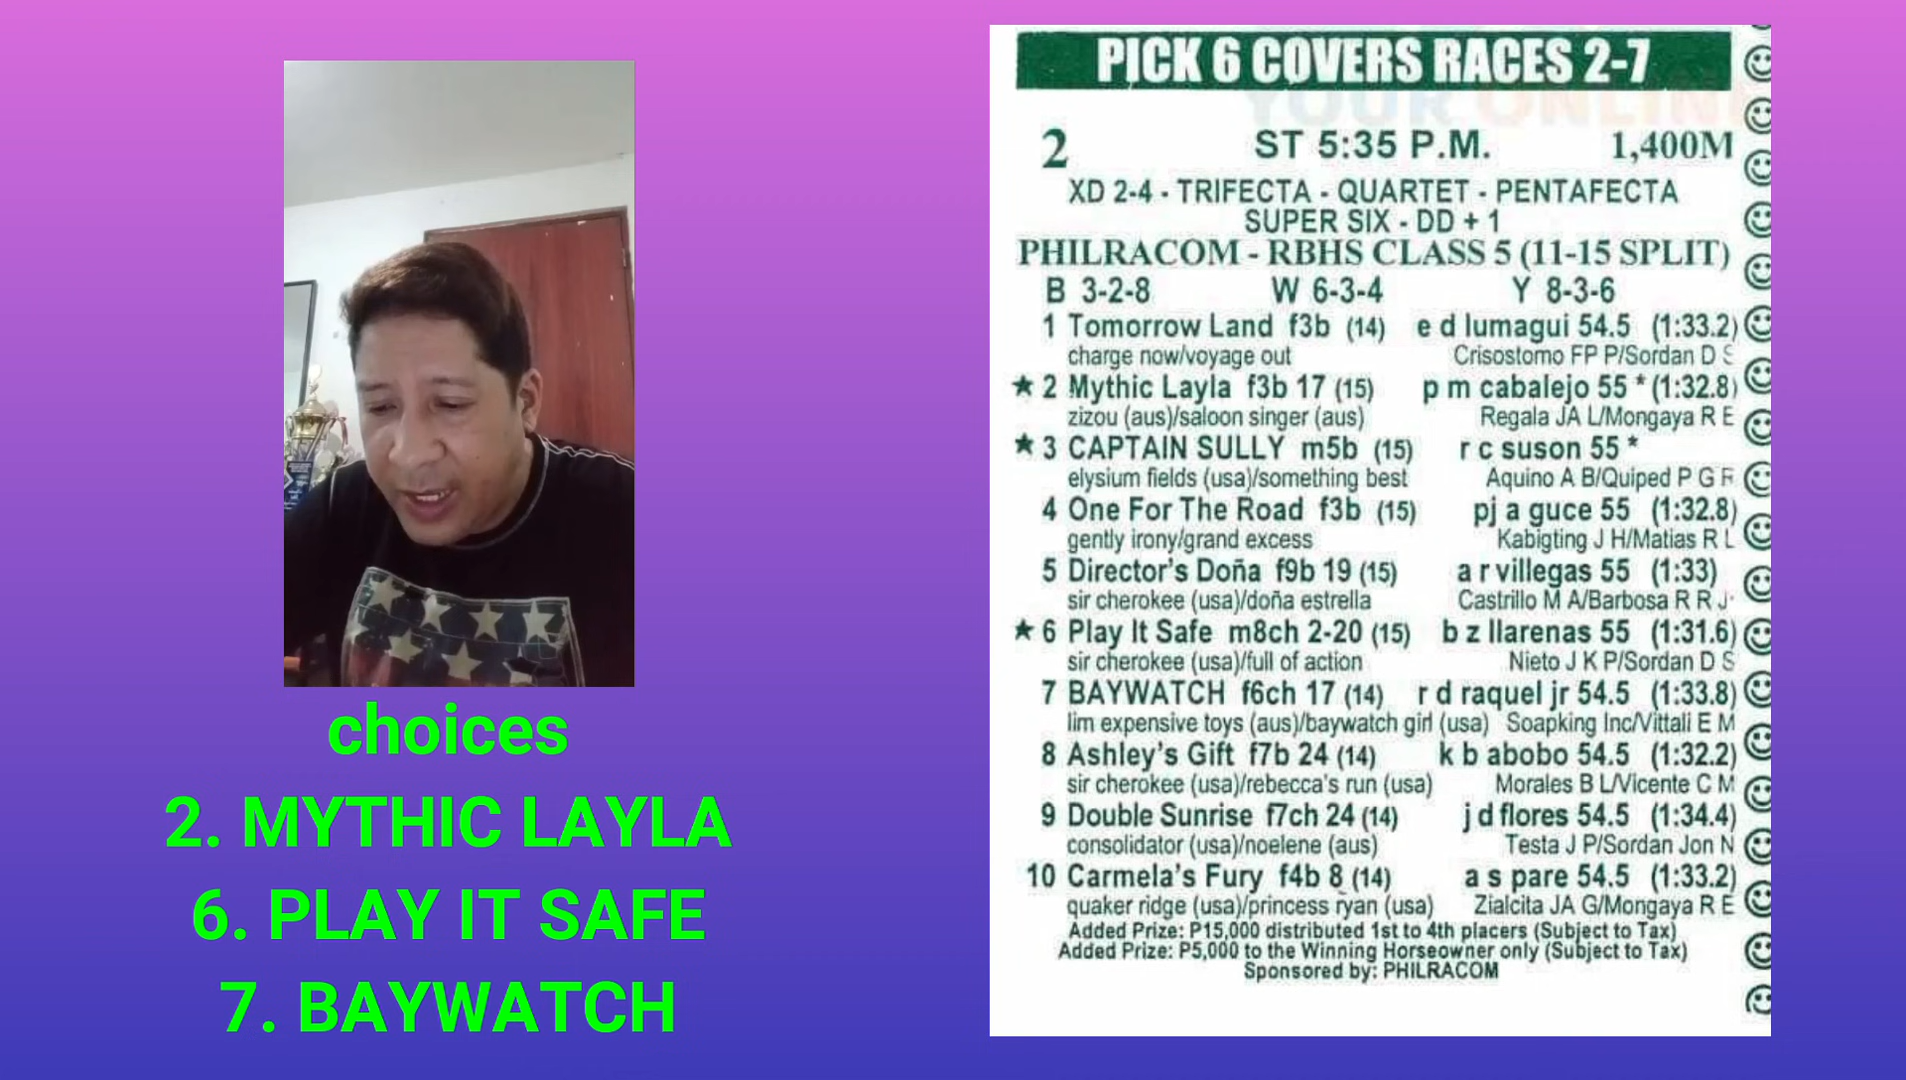 choices
2. MYTHIC LAYLA
6. PLAY IT SAFE
7. BAYWATCH
PICK 6 COVERS RACES 2-7
YOUR ONLINE
2 ST 5:35 P.M. 1,400M
XD 2-4 - TRIFECTA - QUARTET - PENTAFECTA
SUPER SIX - DD + 1
PHILRACOM - RBHS CLASS 5 (11-15 SPLIT)
B 3-2-8 W 6-3-4 Y 8-3-6
1 Tomorrow Land f3b (14) e d lumagui 54.5 (1:33.2)
charge now/voyage out Crisostomo FP P/Sordan D S
★ 2 Mythic Layla f3b 17 (15) p m cabalejo 55 * (1:32.8)
zizou (aus)/saloon singer (aus) Regala JA L/Mongaya R E
★ 3 CAPTAIN SULLY m5b (15) r c suson 55 *
elysium fields (usa)/something best Aquino A B/Quiped P G R
4 One For The Road f3b (15) pj a guce 55 (1:32.8)
gently irony/grand excess Kabigting J H/Matias R L
5 Director's Doña f9b 19 (15) a r villegas 55 (1:33)
sir cherokee (usa)/doña estrella Castrillo M A/Barbosa R R J
★ 6 Play It Safe m8ch 2-20 (15) b z llarenas 55 (1:31.6)
sir cherokee (usa)/full of action Nieto J K P/Sordan D S
7 BAYWATCH f6ch 17 (14) r d raquel jr 54.5 (1:33.8)
lim expensive toys (aus)/baywatch girl (usa) Soapking Inc/Vittali E M
8 Ashley's Gift f7b 24 (14) k b abobo 54.5 (1:32.2)
sir cherokee (usa)/rebecca's run (usa) Morales B L/Vicente C M
9 Double Sunrise f7ch 24 (14) j d flores 54.5 (1:34.4)
consolidator (usa)/noelene (aus) Testa J P/Sordan Jon N
10 Carmela's Fury f4b 8 (14) a s pare 54.5 (1:33.2)
quaker ridge (usa)/princess ryan (usa) Zialcita JA G/Mongaya R E
Added Prize: P15,000 distributed 1st to 4th placers (Subject to Tax)
Added Prize: P5,000 to the Winning Horseowner only (Subject to Tax)
Sponsored by: PHILRACOM